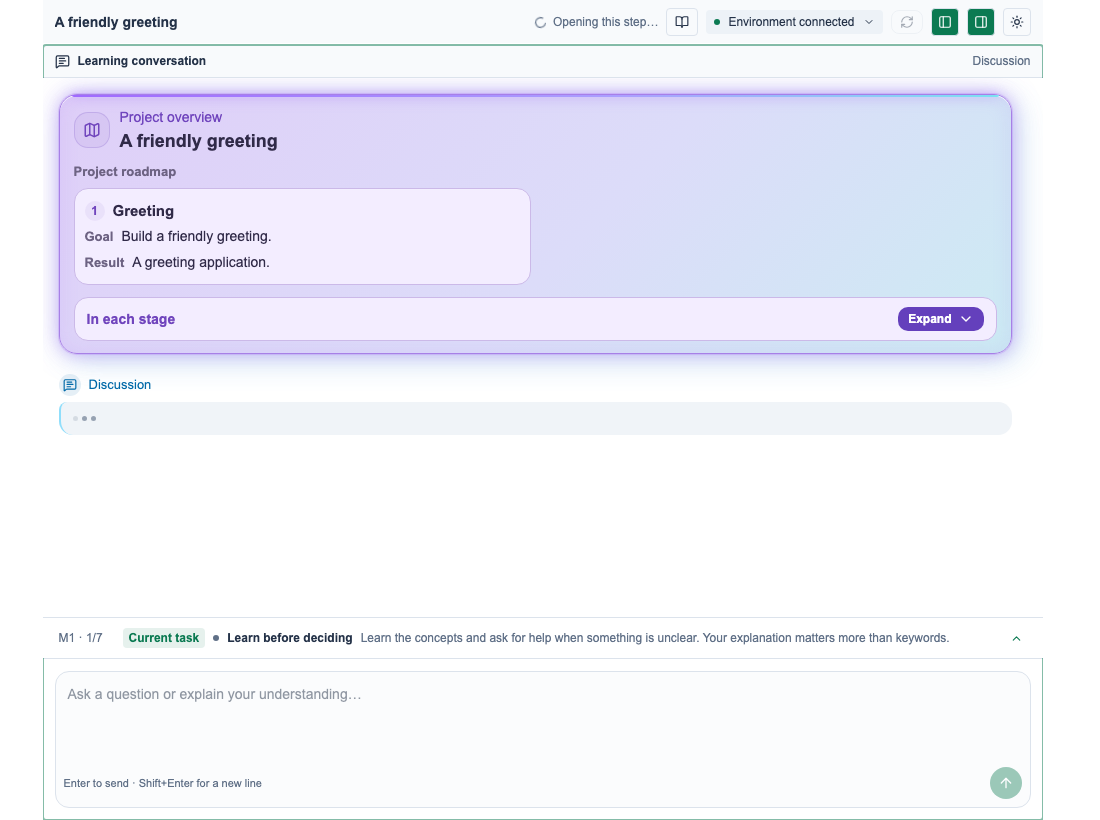 A friendly greeting
Opening this step…
Environment connected
Learning conversation
Discussion
Project overview
A friendly greeting
Project roadmap
1 Greeting
Goal Build a friendly greeting.
Result A greeting application.
In each stage
Expand
Discussion
M1 · 1/7 Current task Learn before deciding Learn the concepts and ask for help when something is unclear. Your explanation matters more than keywords.
Ask a question or explain your understanding…
Enter to send · Shift+Enter for a new line